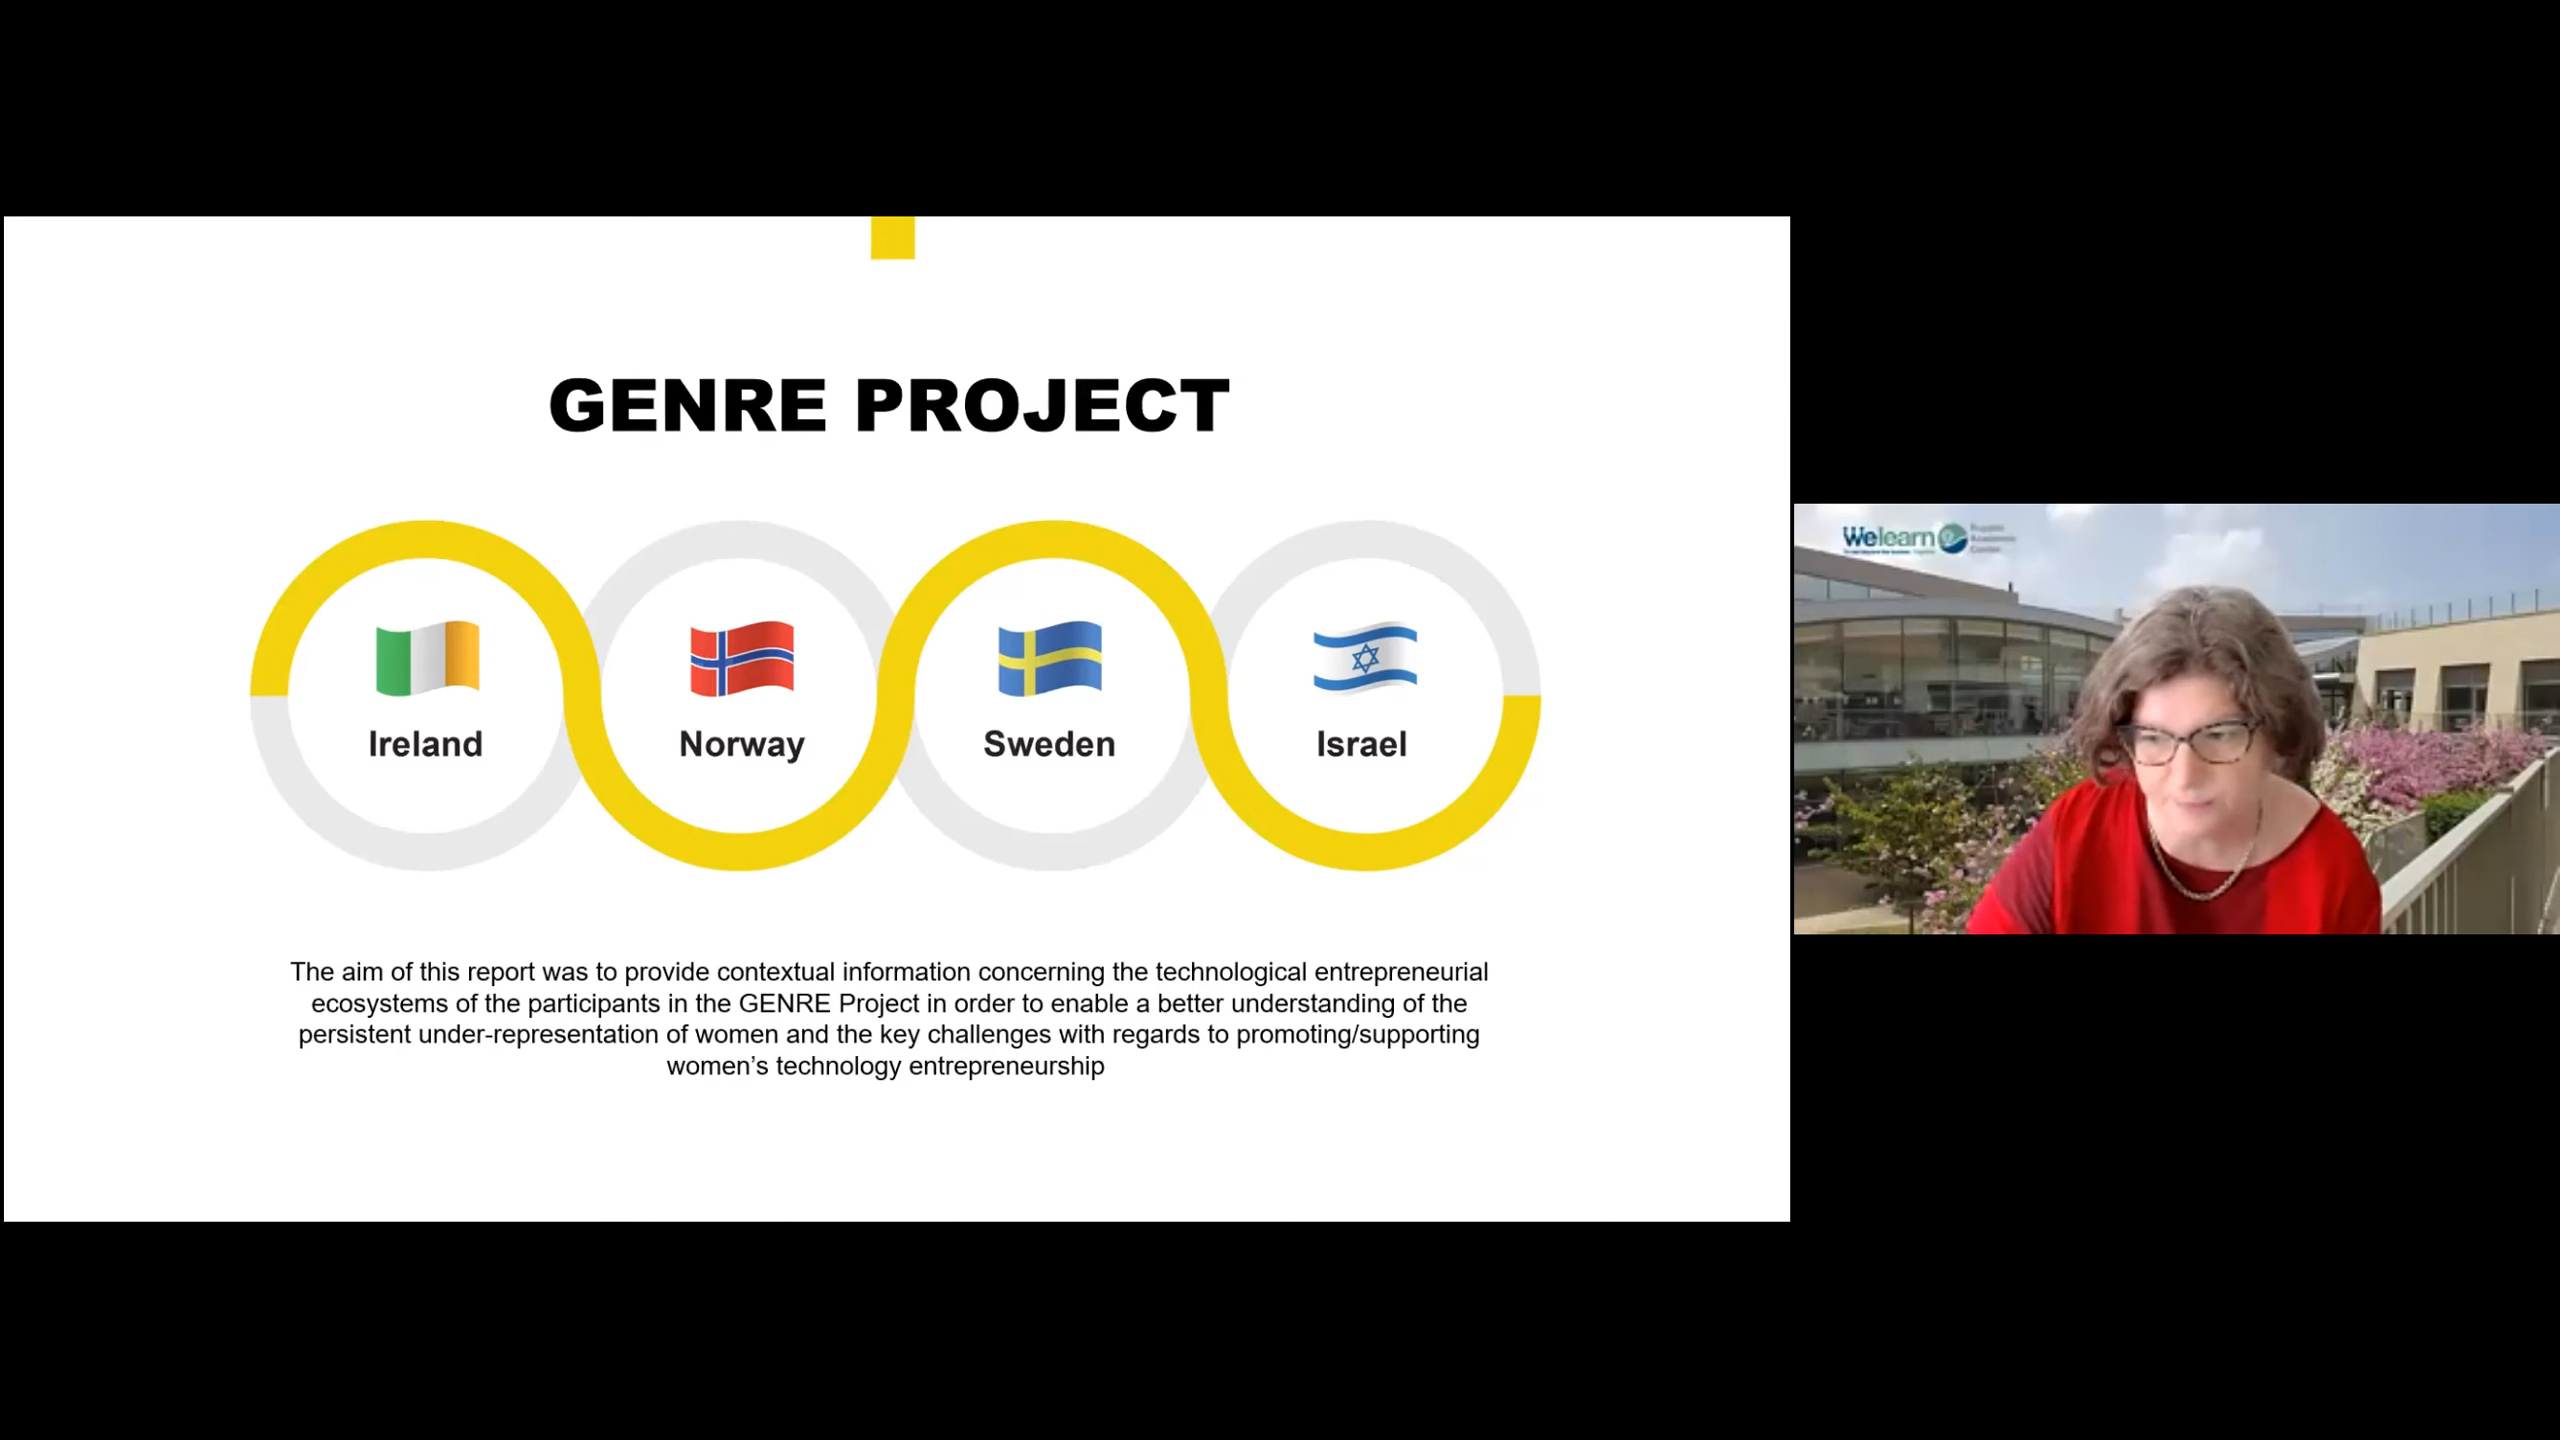 GENRE PROJECT
Ireland
Norway
Sweden
Israel
The aim of this report was to provide contextual information concerning the technological entrepreneurial
ecosystems of the participants in the GENRE Project in order to enable a better understanding of the
persistent under-representation of women and the key challenges with regards to promoting/supporting
women's technology entrepreneurship
Welearn